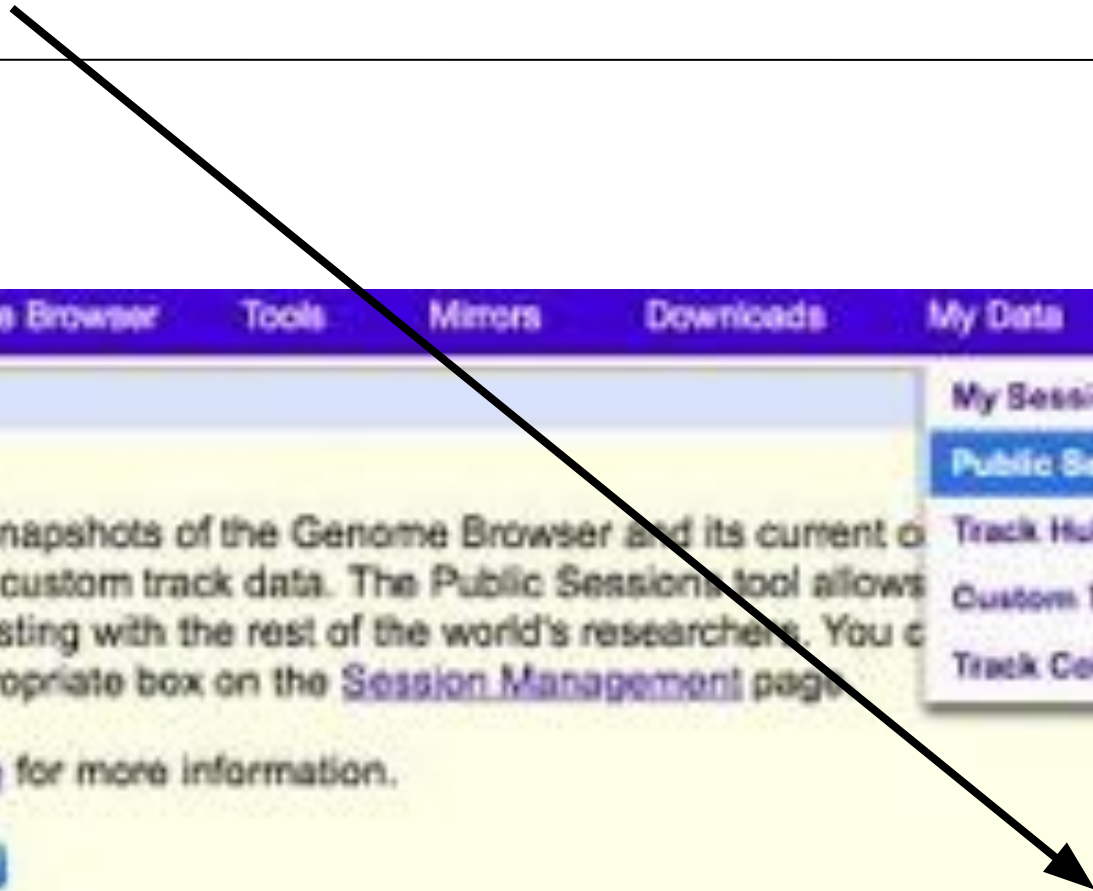 e Browser Tools Mirrors Downloads My Data
My Sessi
Public Se
Track Hu
Custom T
Track Co
napshots of the Genome Browser and its current o
custom track data. The Public Sessions tool allows
sting with the rest of the world's researchers. You c
opriate box on the Session Management page.
for more information.